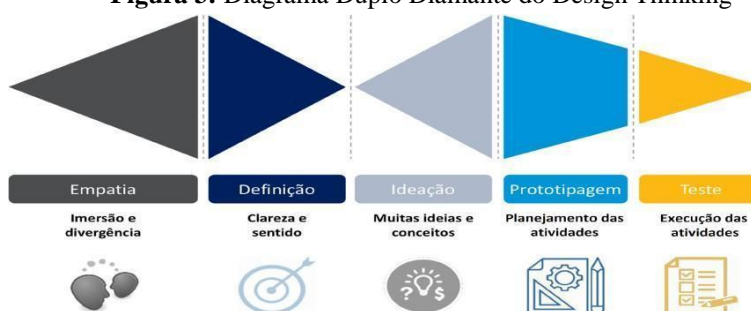 Figura 3: Diagrama Duplo Diamante do Design Thinking
Empatia
Definição
Ideação
Prototipagem
Teste
Imersão e
divergência
Clareza e
sentido
Muitas ideias e
conceitos
Planejamento das
atividades
Execução das
atividades